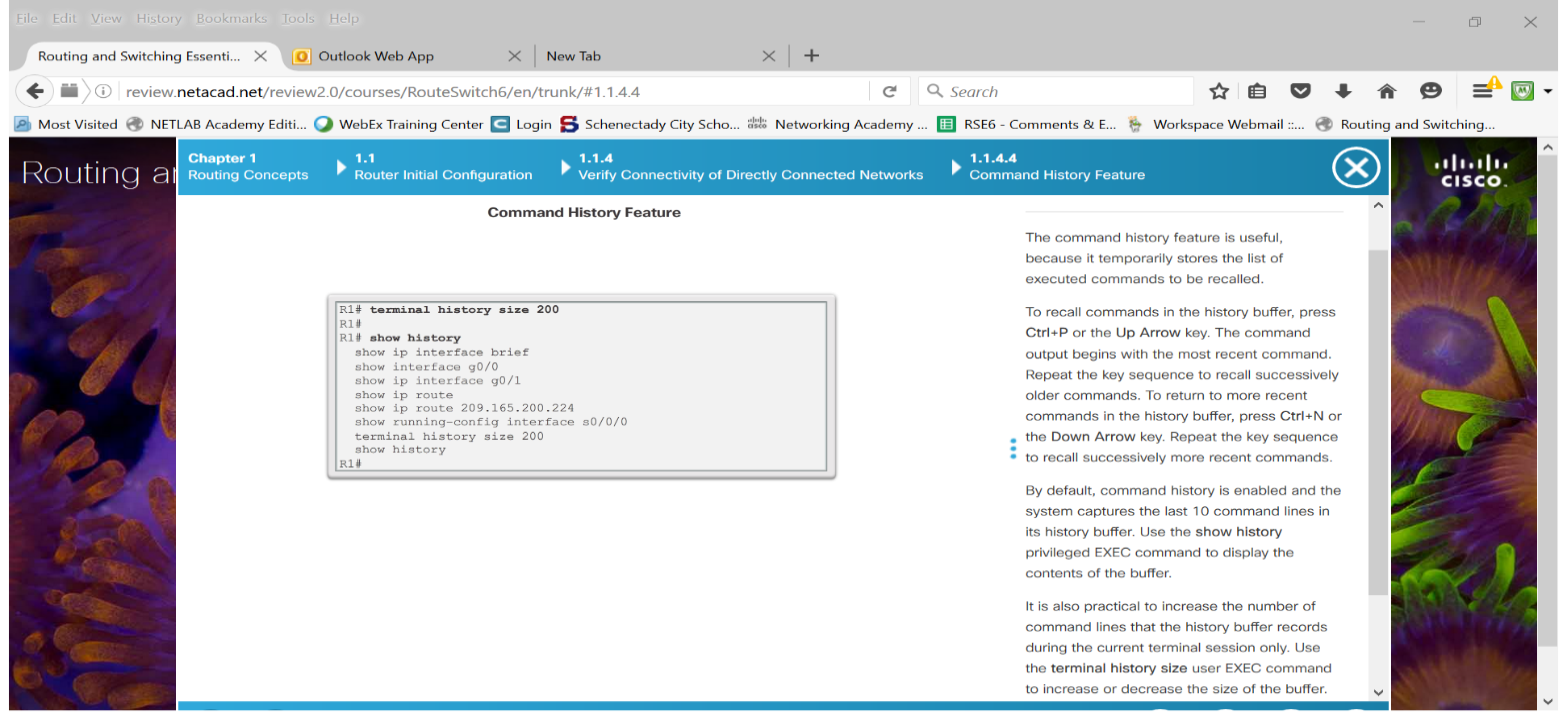 File Edit View History Bookmarks Tools Help
Routing and Switching Essenti...
Outlook Web App
New Tab
review.netacad.net/review2.0/courses/RouteSwitch6/en/trunk/#1.1.4.4
Search
Most Visited NETLAB Academy Editi... WebEx Training Center Login Schenectady City Scho... Networking Academy ... RSE6 - Comments & E... Workspace Webmail ::... Routing and Switching...
Routing a
Chapter 1
Routing Concepts
1.1
Router Initial Configuration
1.1.4
Verify Connectivity of Directly Connected Networks
1.1.4.4
Command History Feature
CISCO
Command History Feature
R1# terminal history size 200
R1#
R1# show history
show ip interface brief
show interface g0/0
show ip interface g0/1
show ip route
show ip route 209.165.200.224
show running-config interface s0/0/0
terminal history size 200
show history
R1#
The command history feature is useful,
because it temporarily stores the list of
executed commands to be recalled.
To recall commands in the history buffer, press
Ctrl+P or the Up Arrow key. The command
output begins with the most recent command.
Repeat the key sequence to recall successively
older commands. To return to more recent
commands in the history buffer, press Ctrl+N or
the Down Arrow key. Repeat the key sequence
to recall successively more recent commands.
By default, command history is enabled and the
system captures the last 10 command lines in
its history buffer. Use the show history
privileged EXEC command to display the
contents of the buffer.
It is also practical to increase the number of
command lines that the history buffer records
during the current terminal session only. Use
the terminal history size user EXEC command
to increase or decrease the size of the buffer.